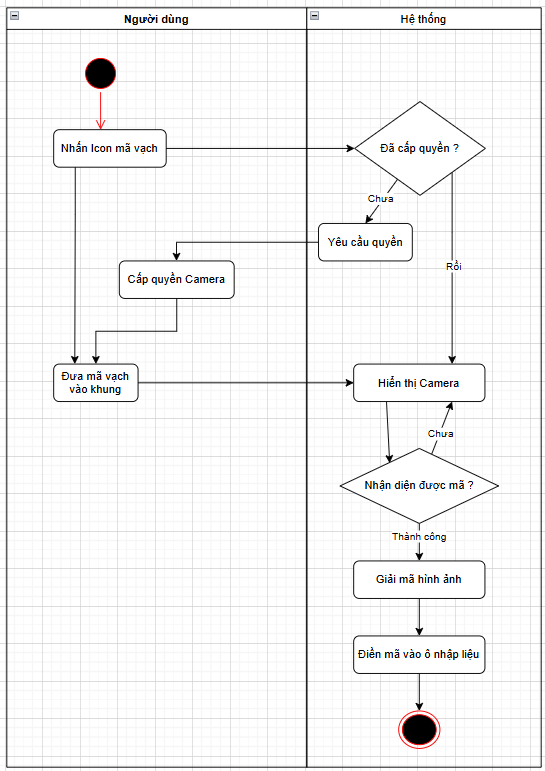 Người dùng
Hệ thống
Nhấn Icon mã vạch
Đã cấp quyền ?
Chưa
Yêu cầu quyền
Rồi
Cấp quyền Camera
Đưa mã vạch
vào khung
Hiển thị Camera
Chưa
Nhận diện được mã ?
Thành công
Giải mã hình ảnh
Điền mã vào ô nhập liệu